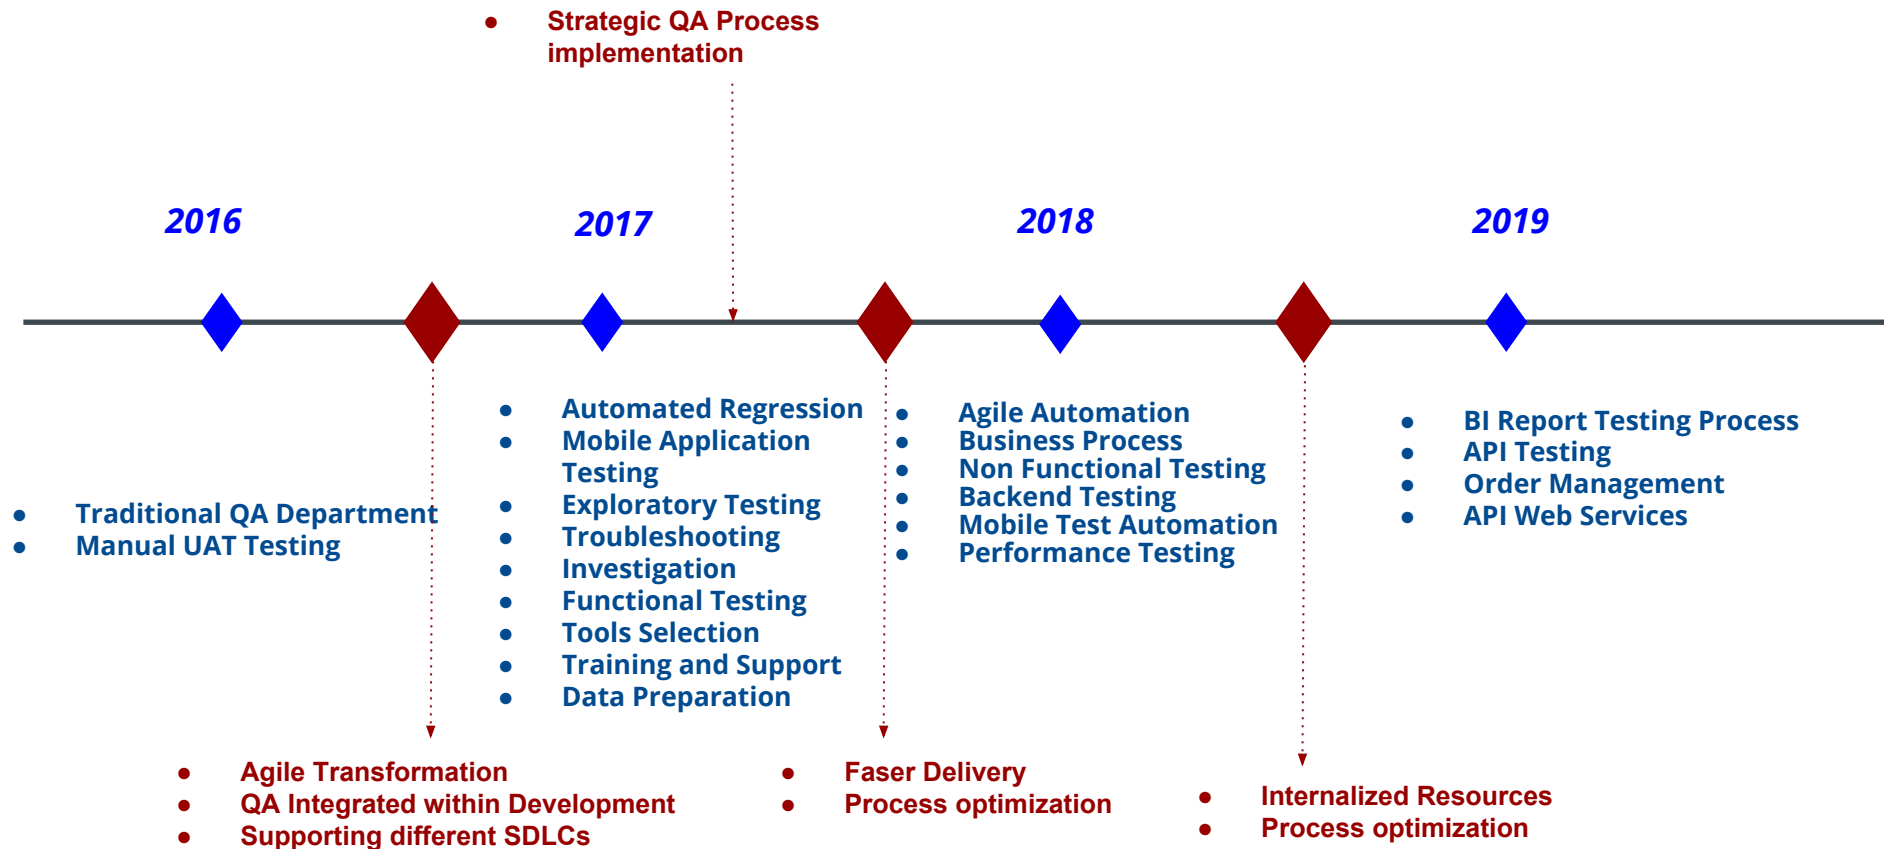 ● Strategic QA Process
implementation
2016
2017
2018
2019
● Traditional QA Department
● Manual UAT Testing
● Automated Regression
● Mobile Application
Testing
● Exploratory Testing
● Troubleshooting
● Investigation
● Functional Testing
● Tools Selection
● Training and Support
● Data Preparation
● Agile Automation
● Business Process
● Non Functional Testing
● Backend Testing
● Mobile Test Automation
● Performance Testing
● BI Report Testing Process
● API Testing
● Order Management
● API Web Services
● Agile Transformation
● QA Integrated within Development
● Supporting different SDLCs
● Faser Delivery
● Process optimization
● Internalized Resources
● Process optimization